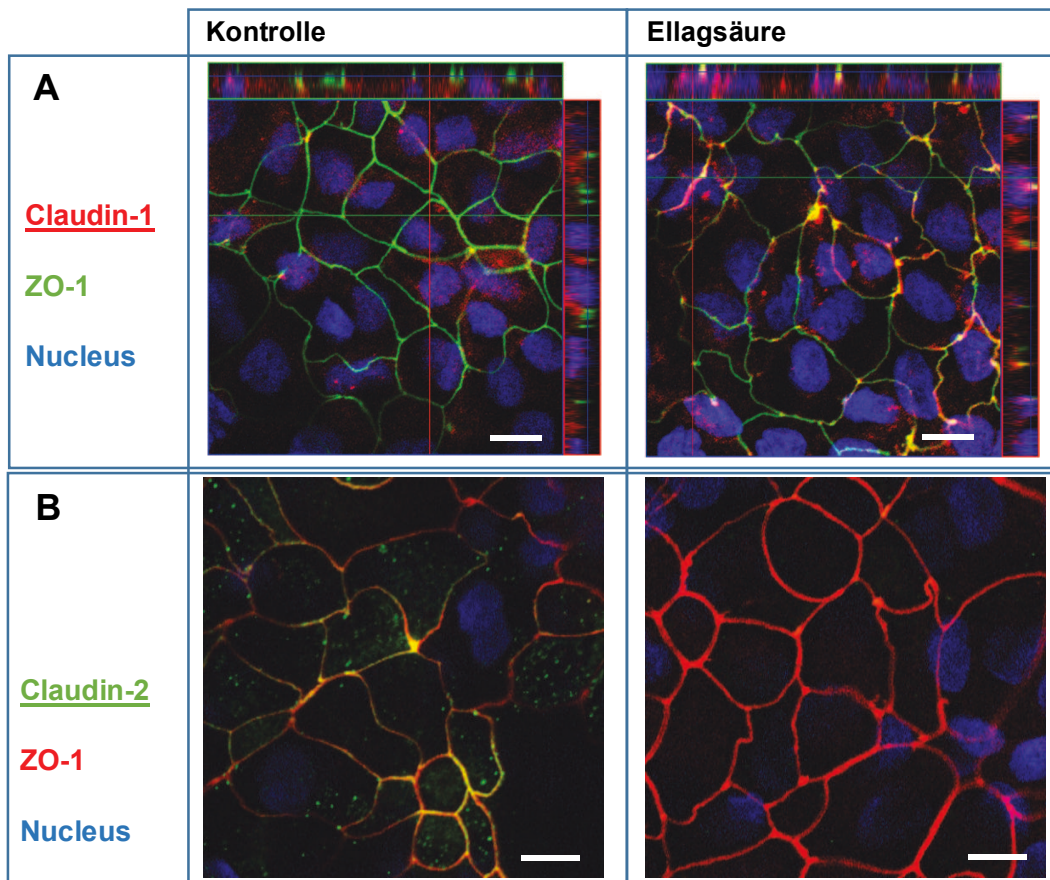 Kontrolle
Ellagsäure
A
Claudin-1
ZO-1
Nucleus
B
Claudin-2
ZO-1
Nucleus